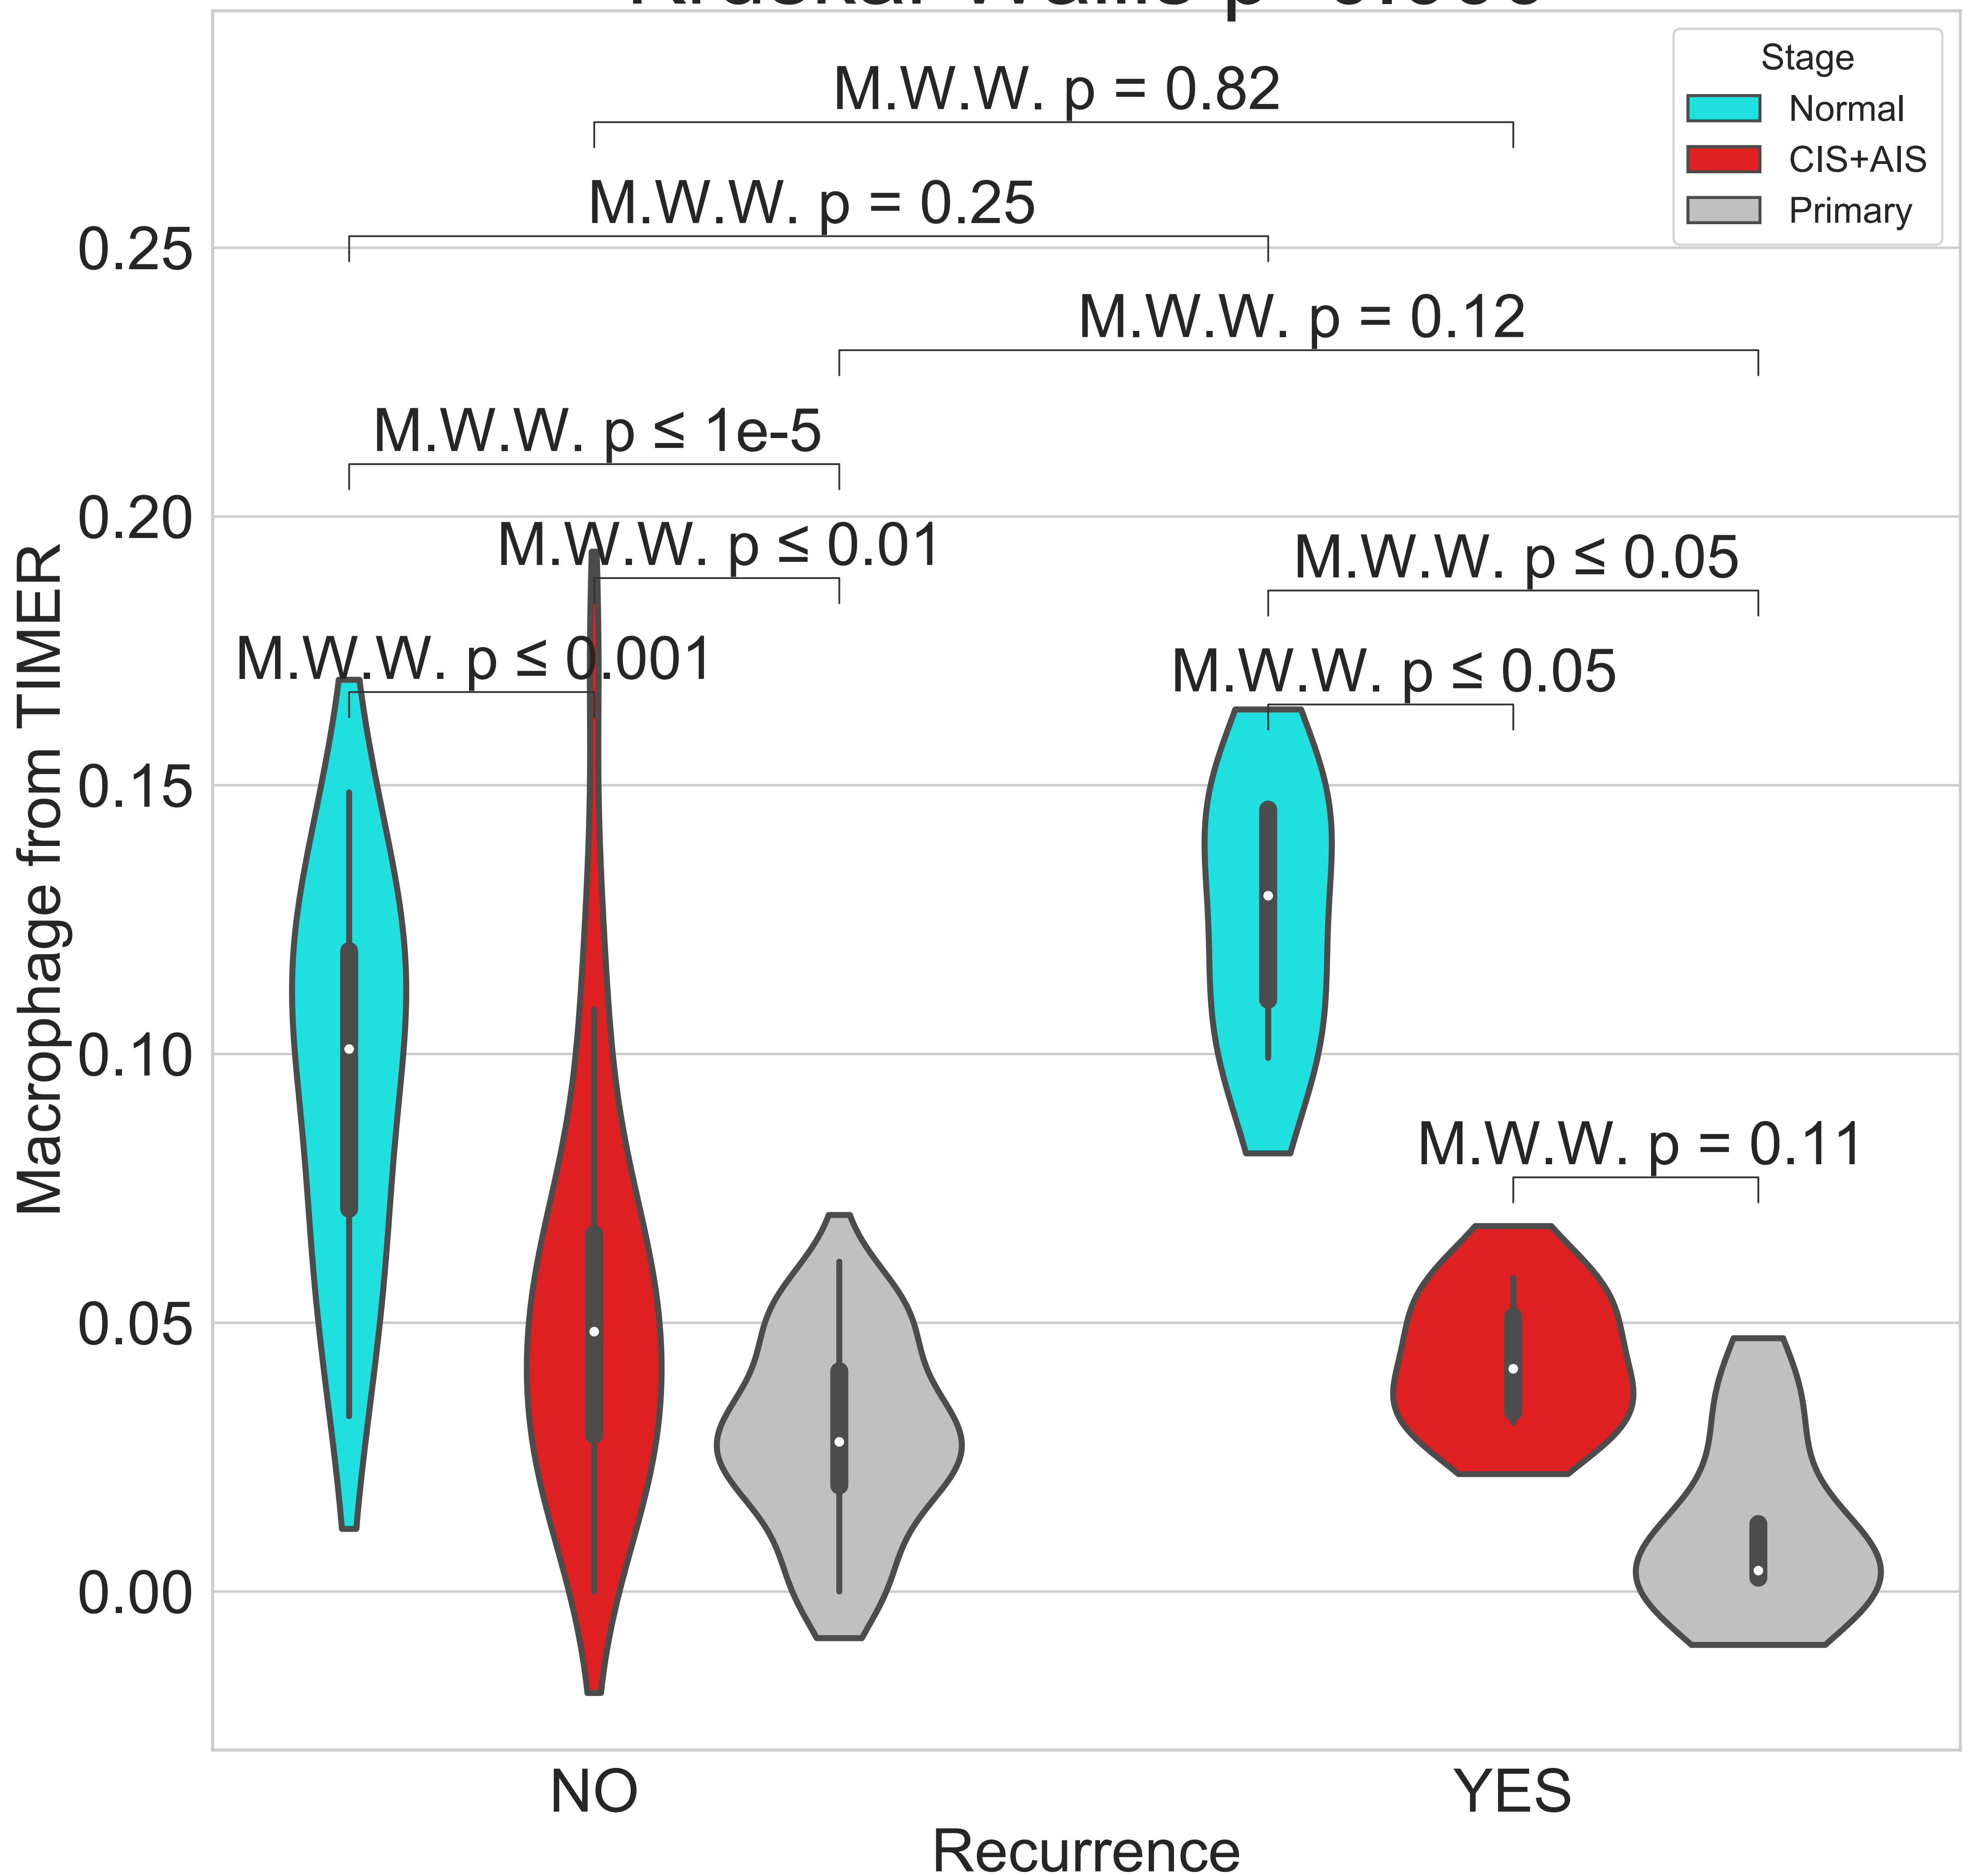 Stage
Normal
CIS+AIS
Primary
M.W.W. p = 0.82
M.W.W. p = 0.25
M.W.W. p = 0.12
M.W.W. p ≤ 1e-5
M.W.W. p ≤ 0.01
M.W.W. p ≤ 0.05
M.W.W. p ≤ 0.001
M.W.W. p ≤ 0.05
M.W.W. p = 0.11
Macrophage from TIMER
0.25
0.20
0.15
0.10
0.05
0.00
NO
YES
Recurrence